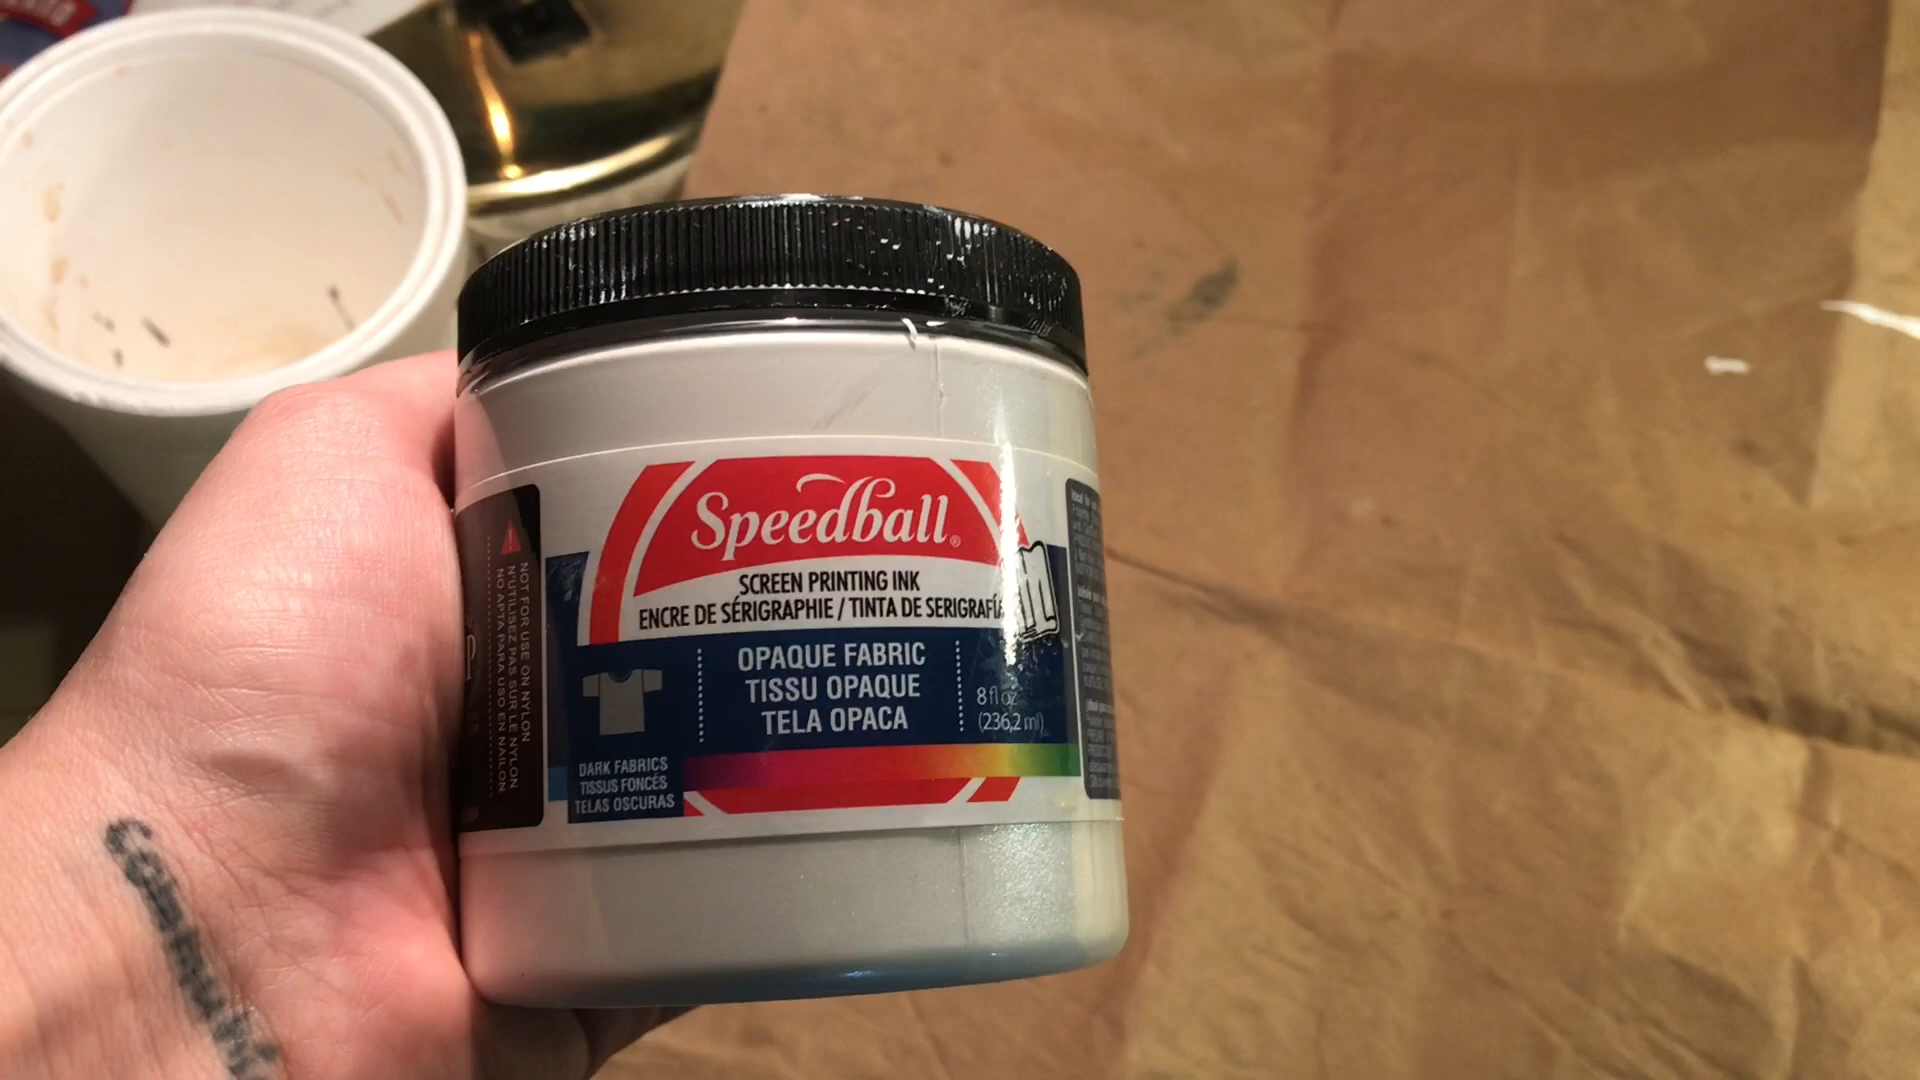 Speedball®
SCREEN PRINTING INK
ENCRE DE SÉRIGRAPHIE / TINTA DE SERIGRAFÍA
OPAQUE FABRIC
TISSU OPAQUE
TELA OPACA
8 fl oz
(236,2 ml)
DARK FABRICS
TISSUS FONCÉS
TELAS OSCURAS
NOT FOR USE ON NYLON
N'UTILISEZ PAS SUR LE NYLON
NO APTA PARA USO EN NAILON